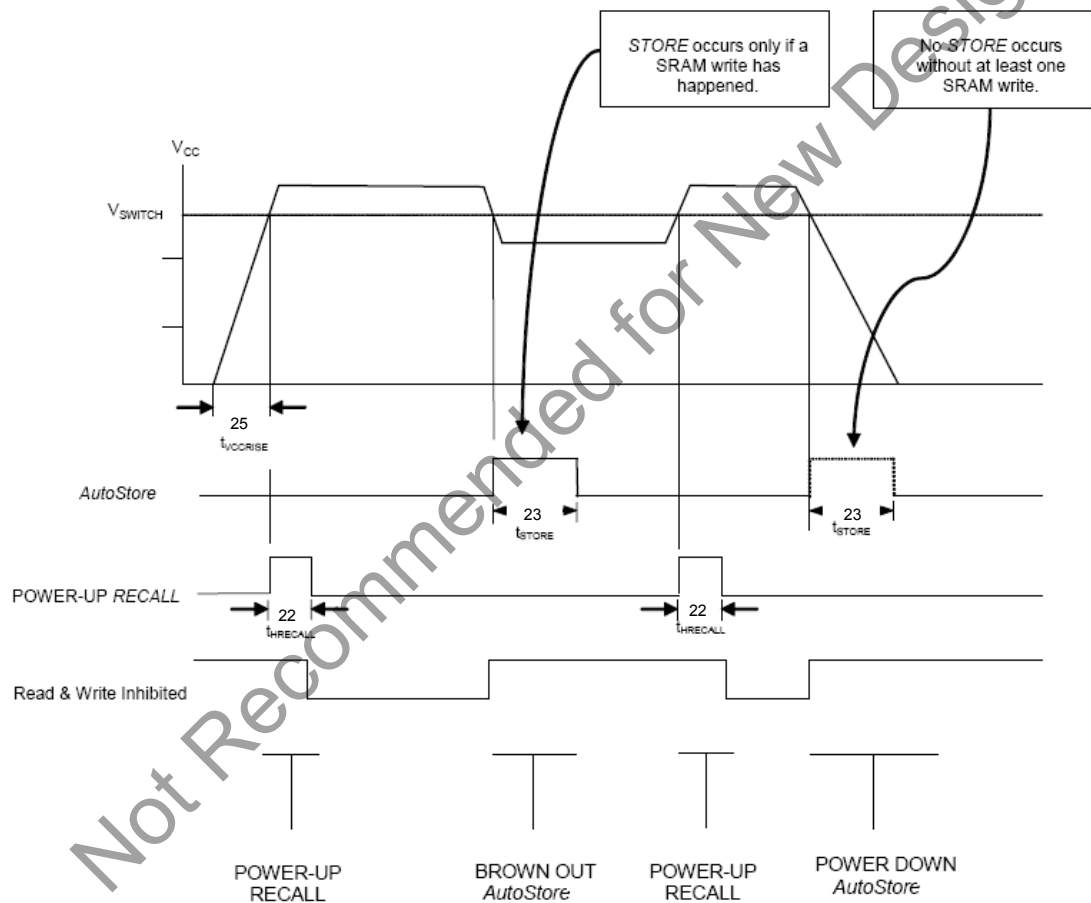 STORE occurs only if a
SRAM write has
happened.
No STORE occurs
without at least one
SRAM write.
VCC
VSWITCH
25
tVCCRISE
AutoStore
23
tSTORE
23
tSTORE
POWER-UP RECALL
22
tHRECALL
22
tHRECALL
Read & Write Inhibited
POWER-UP
RECALL
BROWN OUT
AutoStore
POWER-UP
RECALL
POWER DOWN
AutoStore
Not Recommended for New Desig